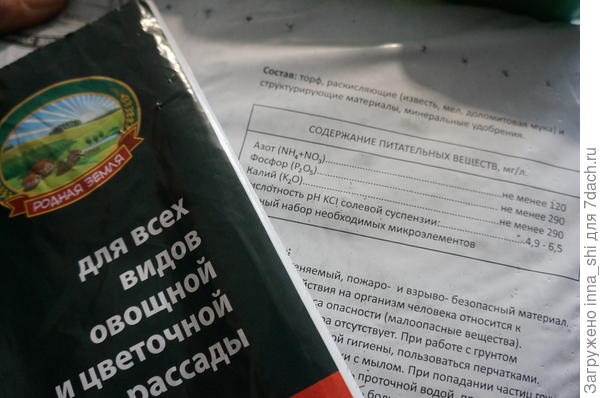 РОДНАЯ ЗЕМЛЯ
для всех
видов
овощной
и цветочной
рассады
Состав: торф, раскисляющие (известь, мел, доломитовая мука) и
структурирующие материалы, минеральные удобрения.
СОДЕРЖАНИЕ ПИТАТЕЛЬНЫХ ВЕЩЕСТВ, мг/л.
Азот (NH₄+NO₃)...не менее 120
Фосфор (P₂O₅)...не менее 290
Калий (K₂O)...не менее 290
ислотность pH KCl солевой суспензии:...4,9 - 6,5
ный набор необходимых микроэлементов
еняемый, пожаро- и взрыво- безопасный материал.
йствия на организм человека относится к
са опасности (малоопасные вещества).
а отсутствует. При работе с грунтом
ой гигиены, пользоваться перчатками.
и с мылом. При попадании частиц
проточной водой, п
Загружено inna_shi для 7dach.ru